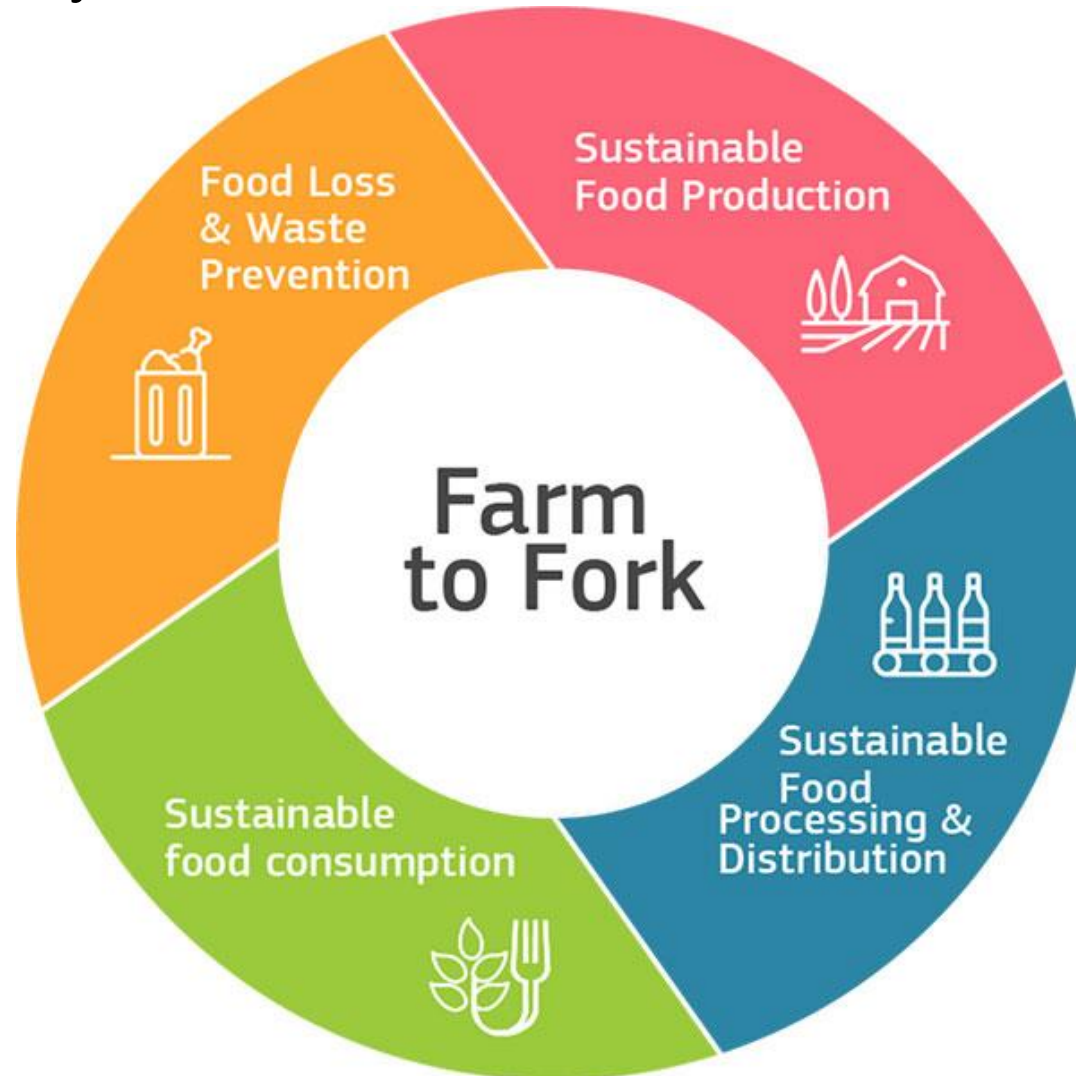 Farm
to Fork
Sustainable
Food Production
Sustainable
Food
Processing &
Distribution
Sustainable
food consumption
Food Loss
& Waste
Prevention